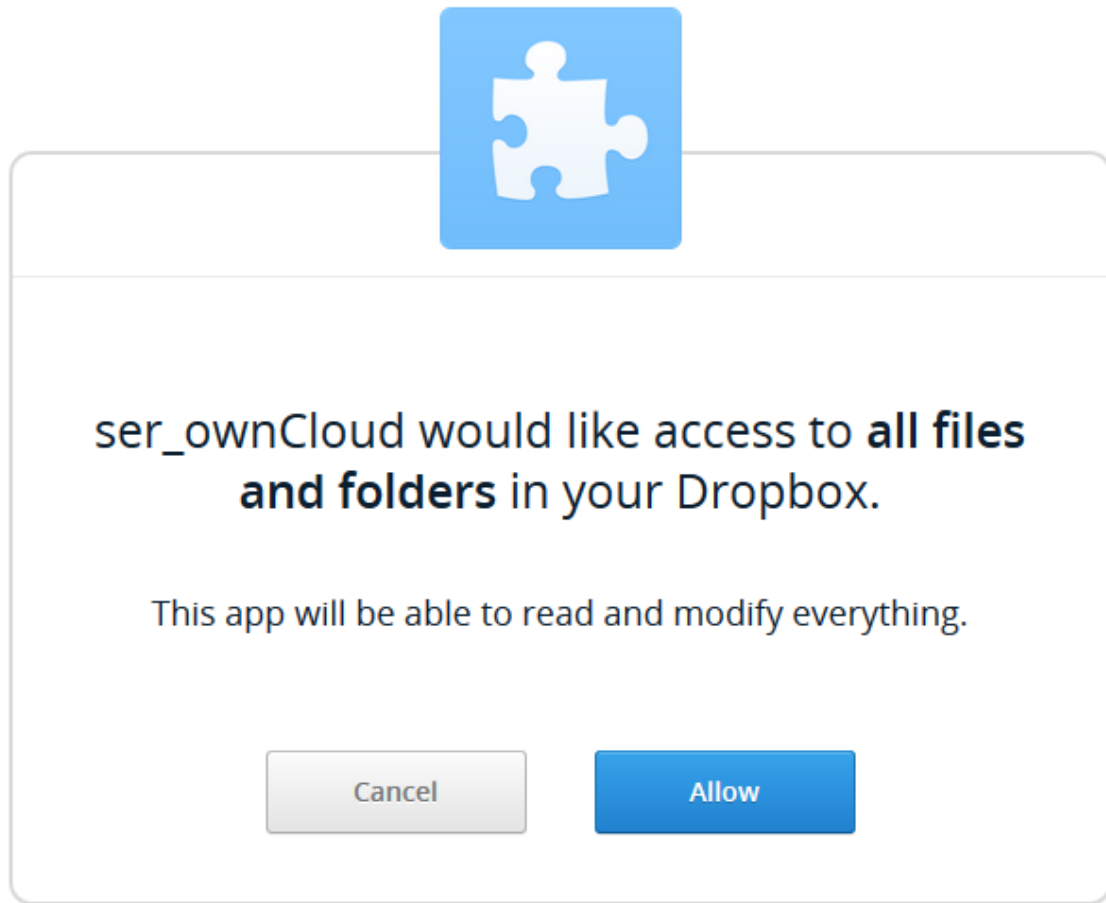 ser_ownCloud would like access to all files
and folders in your Dropbox.
This app will be able to read and modify everything.
Cancel
Allow